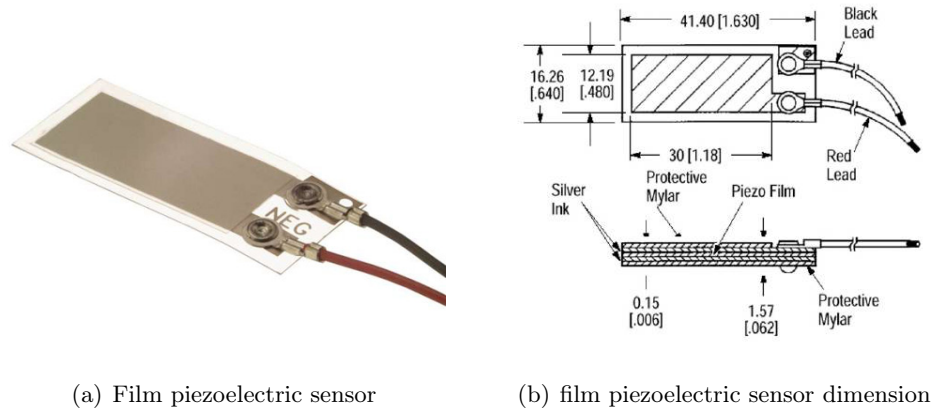 NEG
41.40 [1.630]
Black
Lead
16.26
[.640]
12.19
[.480]
30 [1.18]
Red
Lead
Silver
Ink
Protective
Mylar
Piezo Film
0.15
[.006]
1.57
[.062]
Protective
Mylar
(a) Film piezoelectric sensor
(b) film piezoelectric sensor dimension